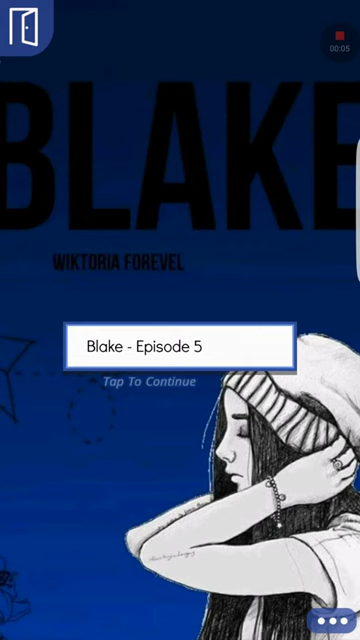 00:05
BLAKE
WIKTORIA FOREVEL
Blake - Episode 5
Tap To Continue